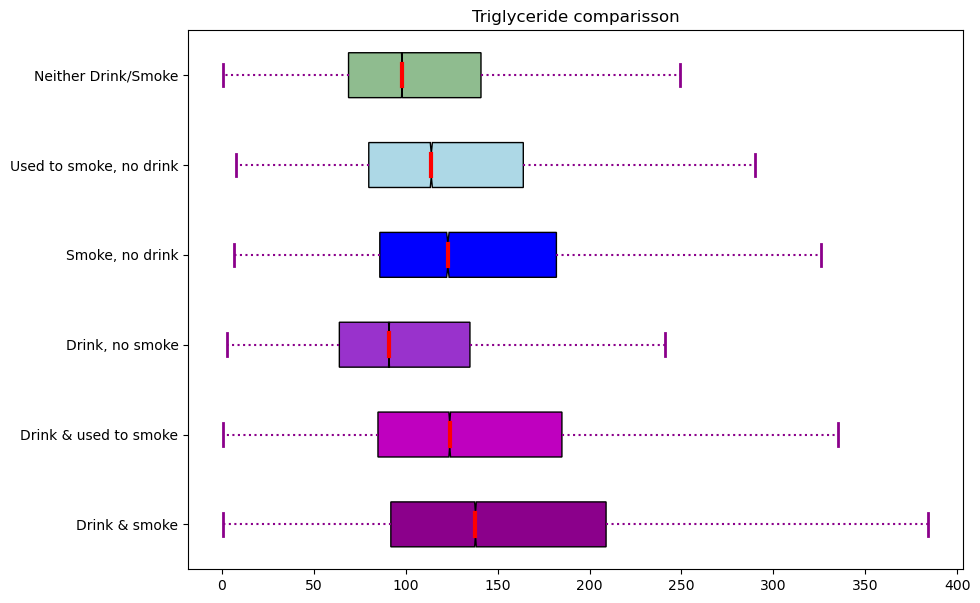 Triglyceride comparisson
Neither Drink/Smoke
Used to smoke, no drink
Smoke, no drink
Drink, no smoke
Drink & used to smoke
Drink & smoke
0 50 100 150 200 250 300 350 400